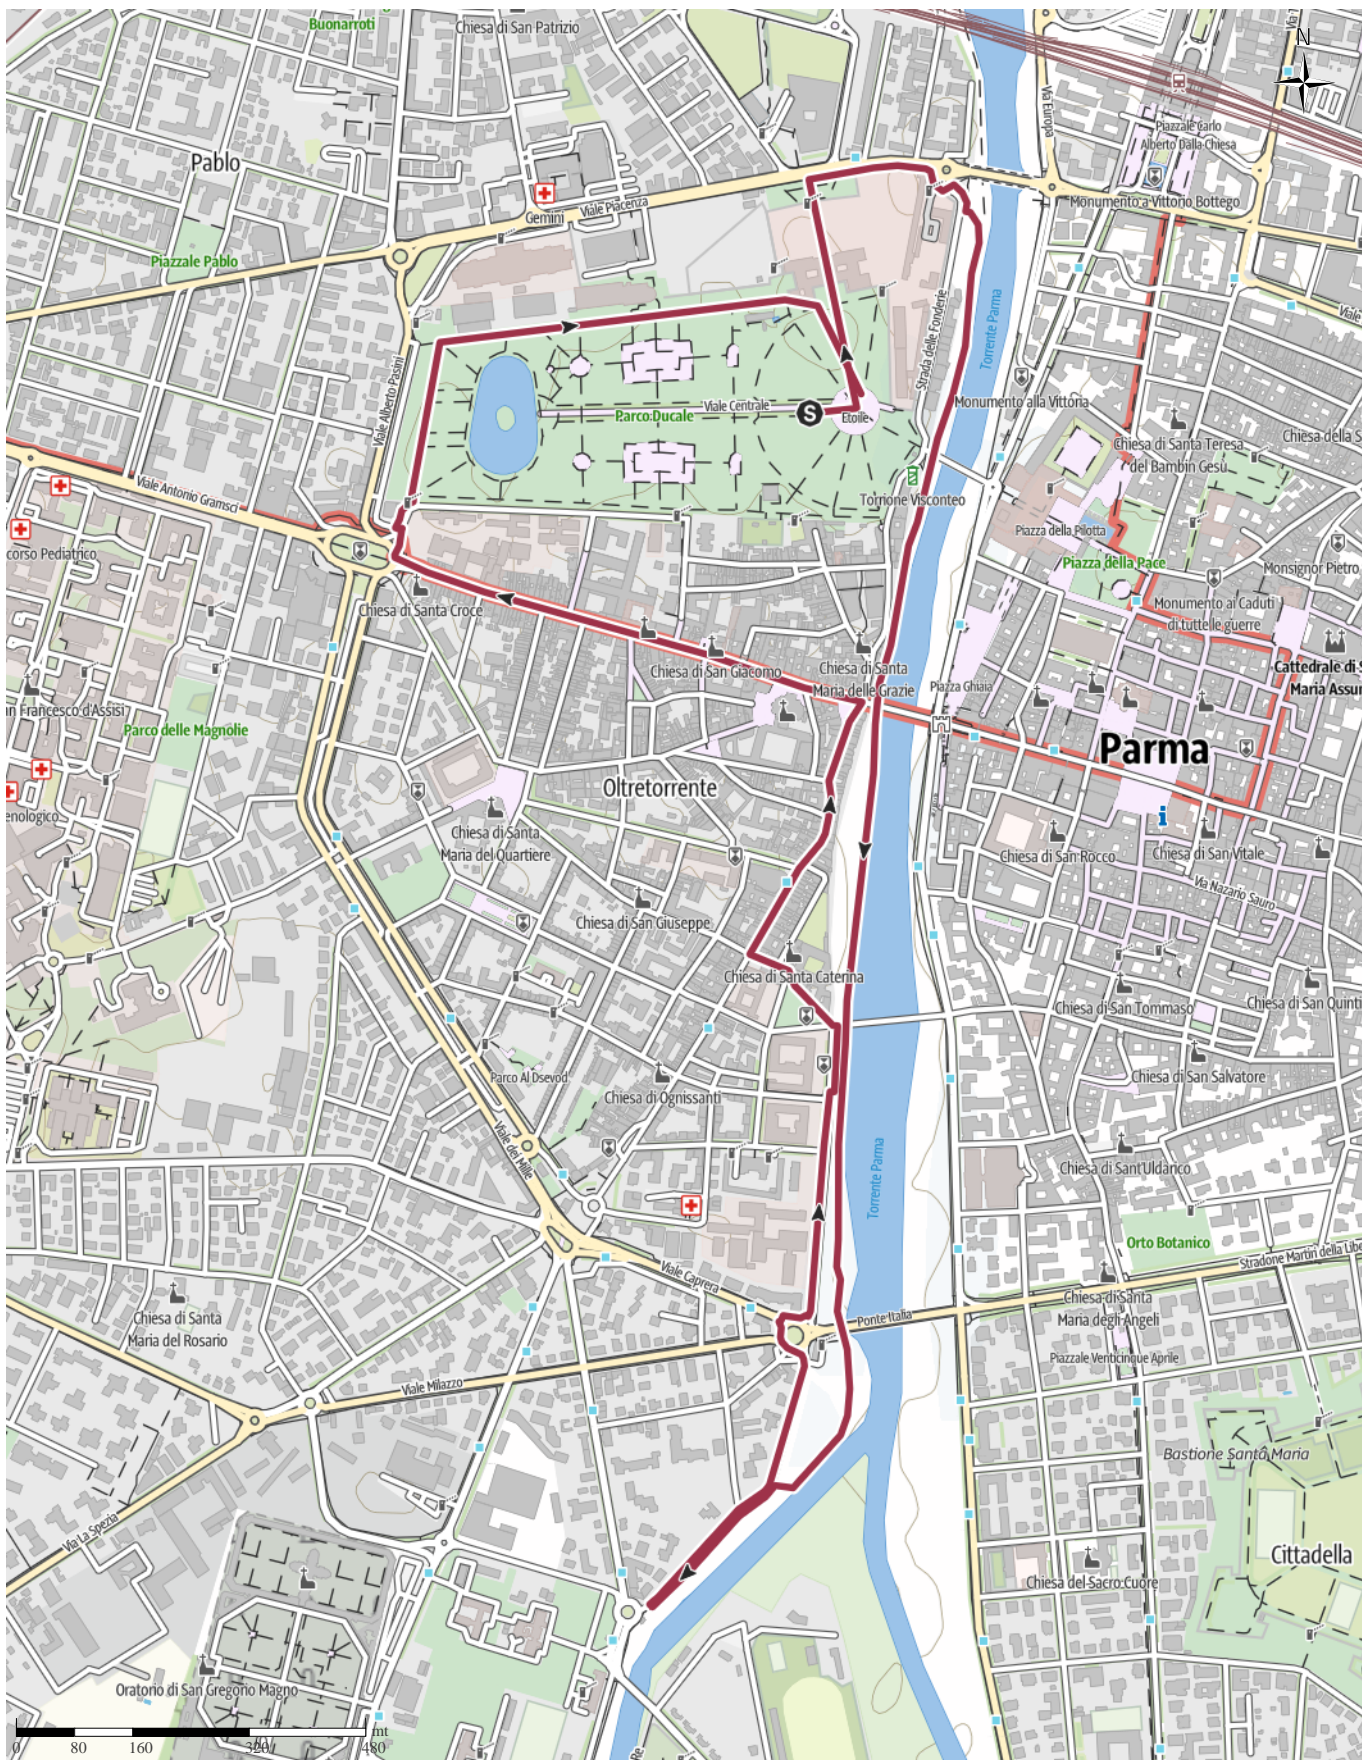 Buonarroti
Chiesa di San Patrizio
N
Via Europa
Piazzale Carlo
Alberto Dalla Chiesa
Pablo
Gemini
Viale Piacenza
Monumento a Vittorio Bottego
Piazzale Pablo
Viale
Strada delle Fonderie
Torrente Parma
Viale Alberto Pasini
Monumento alla Vittoria
S
Viale Centrale
Parco Ducale
Etoile
Chiesa di Santa Teresa
del Bambin Gesù
Chiesa della S
Viale Antonio Gramsci
Torrione Visconteo
Piazza della Pilotta
corso Pediatrico
Piazza della Pace
Monsignor Pietro
Chiesa di Santa Croce
Monumento ai Caduti
di tutte le guerre
Chiesa di San Giacomo
Chiesa di Santa
Maria delle Grazie
Piazza Ghiaia
Cattedrale di S
Maria Assun
n Francesco d'Assisi
Parco delle Magnolie
Parma
Oltretorrente
enologico
i
Chiesa di Santa
Maria del Quartiere
Chiesa di San Rocco
Chiesa di San Vitale
Via Nazario Sauro
Chiesa di San Giuseppe
Chiesa di Santa Caterina
Chiesa di San Tommaso
Chiesa di San Quinti
Parco Al Dsevod
Chiesa di San Salvatore
Chiesa di Ognissanti
Viale dei Mille
Torrente Parma
Chiesa di Sant'Uldarico
Orto Botanico
Stradone Martiri della Libe
Viale Caprera
Chiesa di Santa
Maria del Rosario
Ponte Italia
Chiesa di Santa
Maria degli Angeli
Piazzale Venticinque Aprile
Viale Milazzo
Bastione Santa Maria
Via La Spezia
Cittadella
Chiesa del Sacro Cuore
Oratorio di San Gregorio Magno
mt
0 80 160 320 480